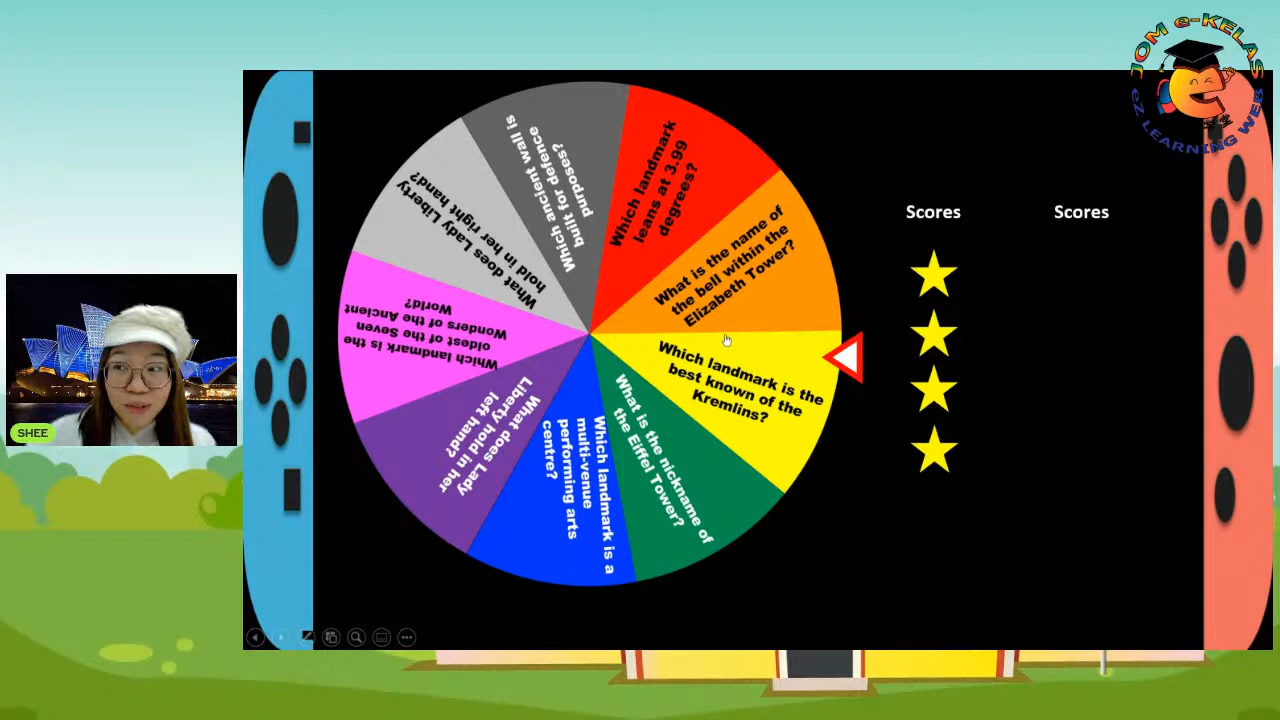 JOM e-KELAS
eZ LEARNING WEB
Scores
Scores
Which landmark
leans at 3.99
degrees?
What is the name of
the bell within the
Elizabeth Tower?
Which landmark is the
best known of the
Kremlins?
What is the nickname of
the Eiffel Tower?
Which landmark is a
multi-venue
performing arts
centre?
What does Lady
Liberty hold in her
left hand?
Which landmark is the
oldest of the Seven
Wonders of the Ancient
World?
What does Lady Liberty
hold in her right hand?
Which ancient wall is
built for defence
purposes?
SHEE